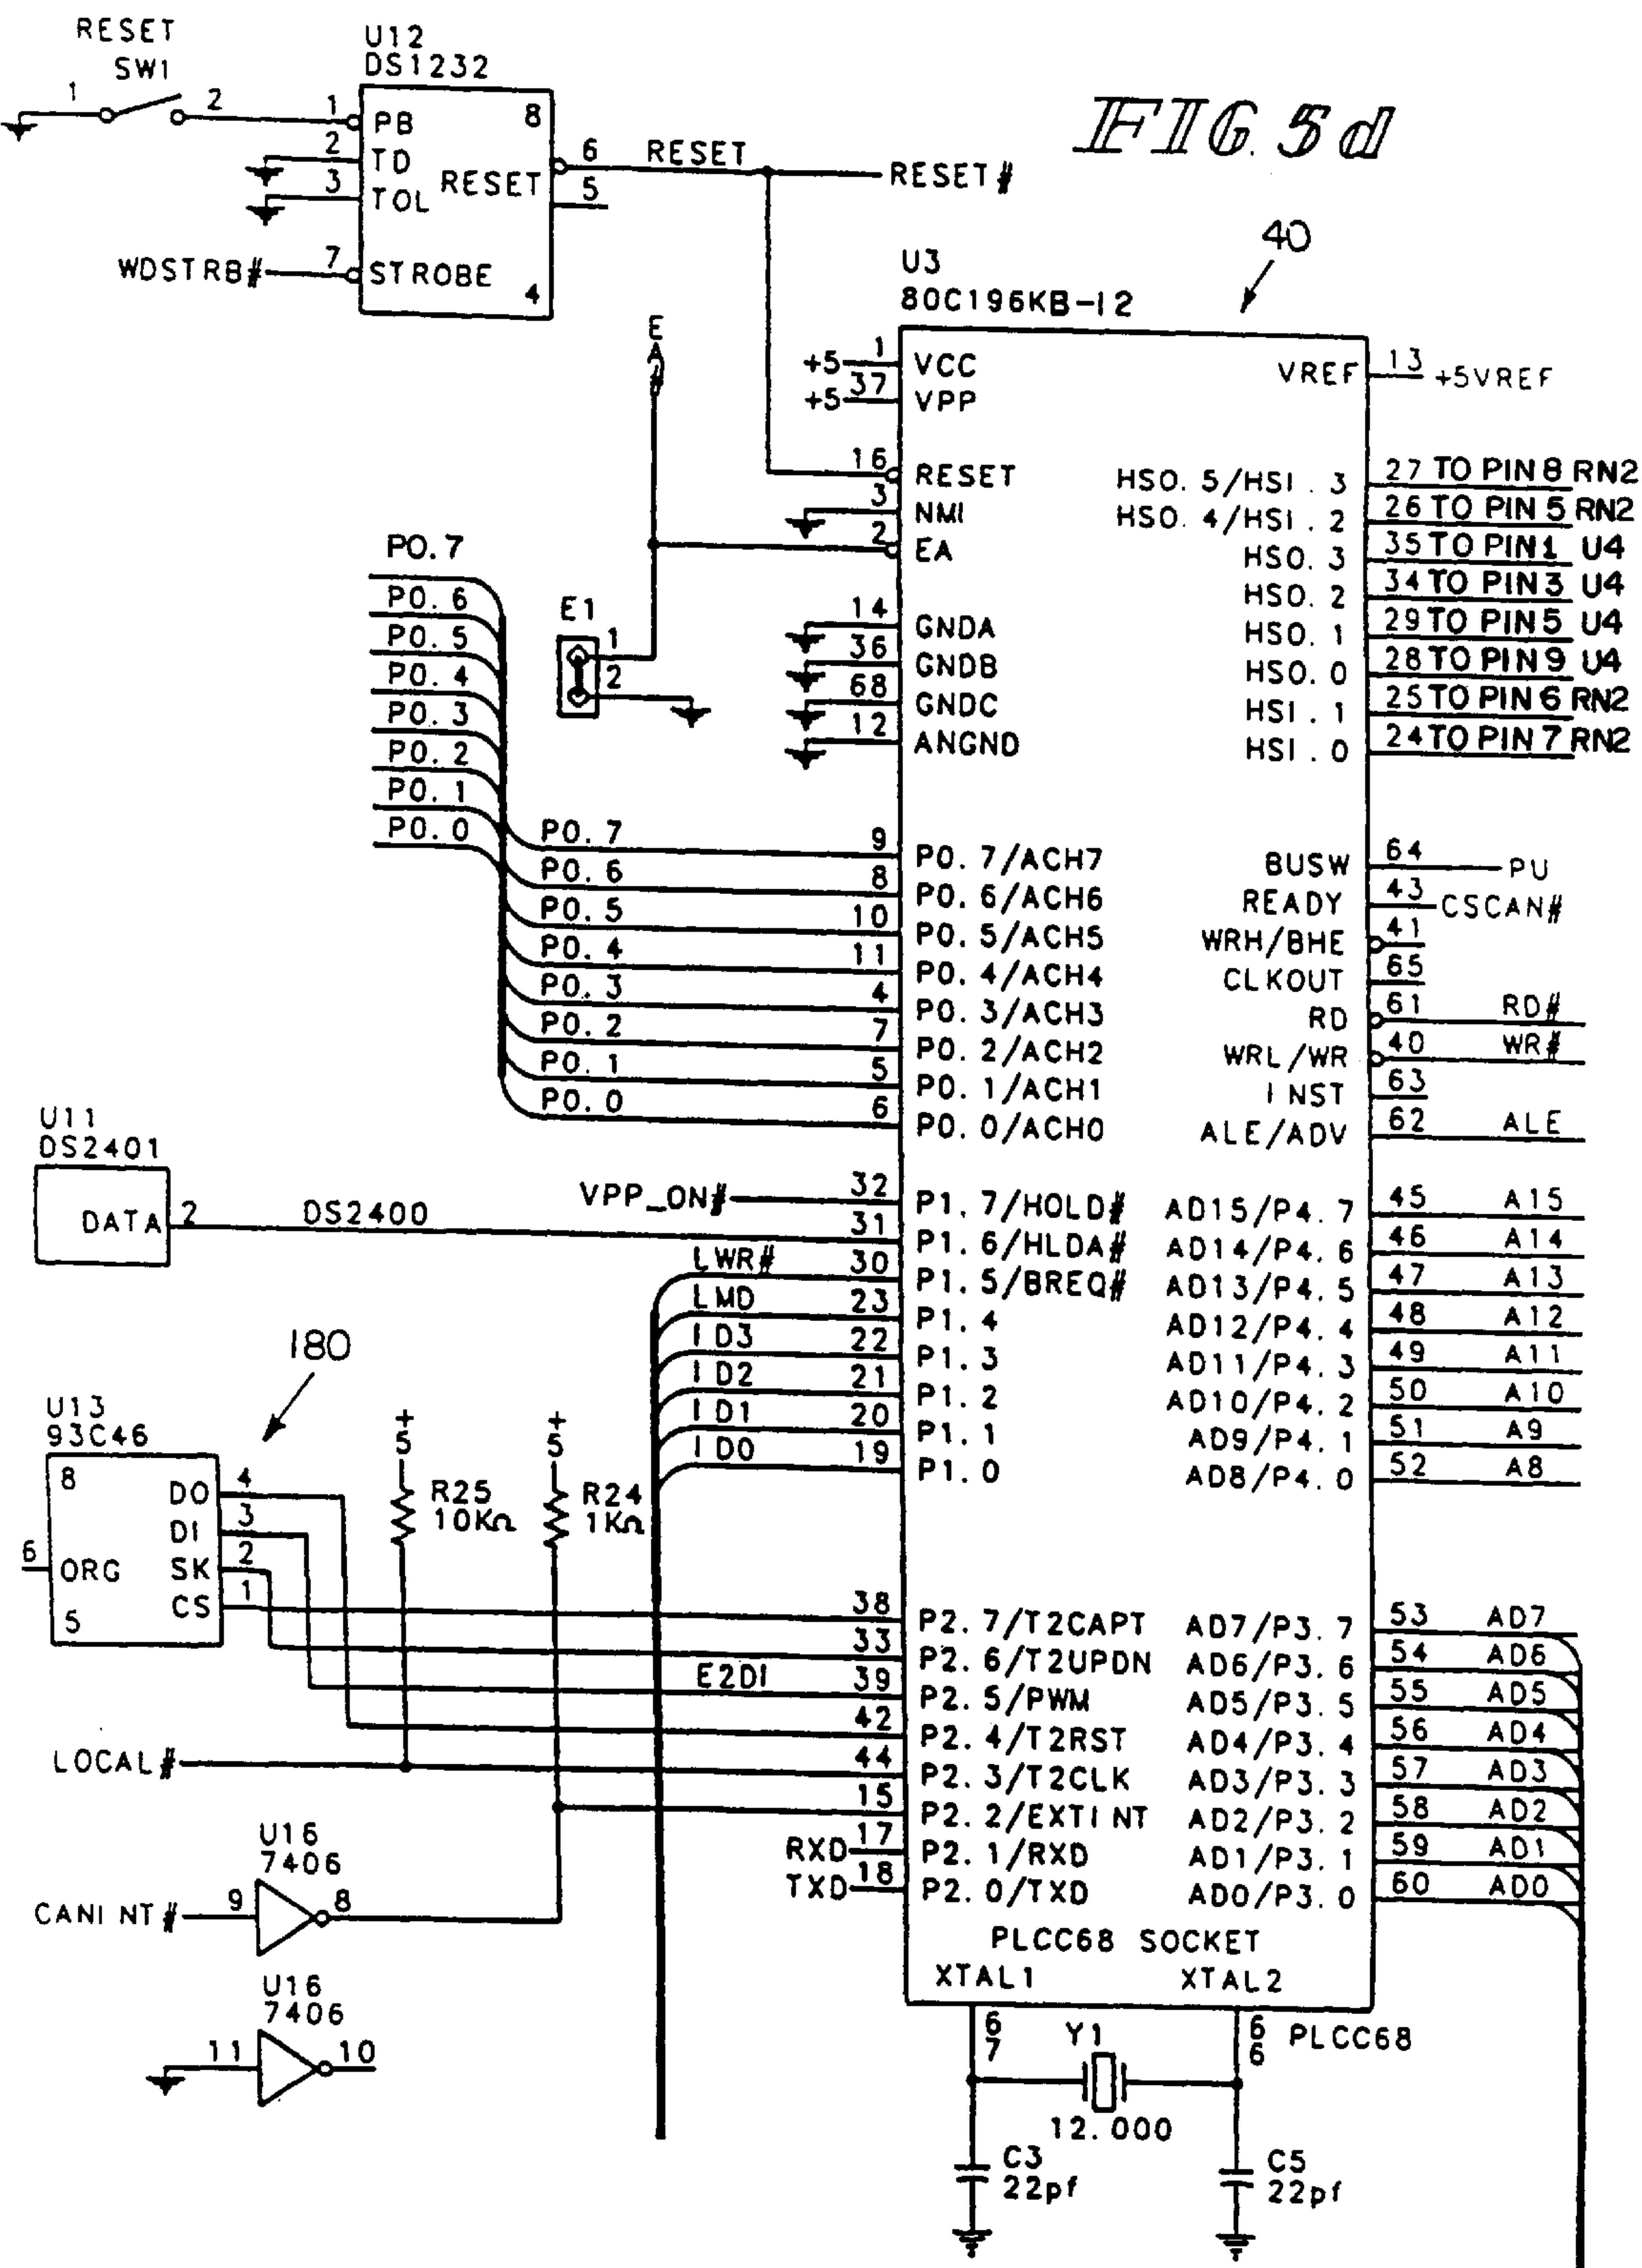 FIG. 5d
RESET
SW1
1
2
U12
DS1232
1
PB
8
2
TD
3
TOL
RESET
6
5
RESET
RESET#
WDSTRB#
7
STROBE
4
EA#
E1
1
2
40
U3
80C196KB-12
+5 1 VCC
+5 37 VPP
16 RESET
3 NMI
2 EA
14 GNDA
36 GNDB
68 GNDC
12 ANGND
VREF 13 +5VREF
HSO.5/HSI.3 27 TO PIN 8 RN2
HSO.4/HSI.2 26 TO PIN 5 RN2
HSO.3 35 TO PIN1 U4
HSO.2 34 TO PIN 3 U4
HSO.1 29 TO PIN 5 U4
HSO.0 28 TO PIN 9 U4
HSI.1 25 TO PIN 6 RN2
HSI.0 24 TO PIN 7 RN2
P0.7
P0.6
P0.5
P0.4
P0.3
P0.2
P0.1
P0.0
P0.7 9 P0.7/ACH7
P0.6 8 P0.6/ACH6
P0.5 10 P0.5/ACH5
P0.4 11 P0.4/ACH4
P0.3 4 P0.3/ACH3
P0.2 7 P0.2/ACH2
P0.1 5 P0.1/ACH1
P0.0 6 P0.0/ACH0
BUSW 64 PU
READY 43 CSCAN#
WRH/BHE 41
CLKOUT 65
RD 61 RD#
WRL/WR 40 WR#
INST 63
ALE/ADV 62 ALE
U11
DS2401
DATA 2 DS2400
VPP_ON# 32 P1.7/HOLD#
31 P1.6/HLDA#
LWR# 30 P1.5/BREQ#
LMD 23 P1.4
ID3 22 P1.3
ID2 21 P1.2
ID1 20 P1.1
ID0 19 P1.0
AD15/P4.7 45 A15
AD14/P4.6 46 A14
AD13/P4.5 47 A13
AD12/P4.4 48 A12
AD11/P4.3 49 A11
AD10/P4.2 50 A10
AD9/P4.1 51 A9
AD8/P4.0 52 A8
180
U13
93C46
8
DO 4
DI 3
6 ORG
SK 2
CS 1
5
+5
R25
10KΩ
+5
R24
1KΩ
38 P2.7/T2CAPT
33 P2.6/T2UPDN
E2DI 39 P2.5/PWM
42 P2.4/T2RST
LOCAL# 44 P2.3/T2CLK
15 P2.2/EXTINT
RXD 17 P2.1/RXD
TXD 18 P2.0/TXD
AD7/P3.7 53 AD7
AD6/P3.6 54 AD6
AD5/P3.5 55 AD5
AD4/P3.4 56 AD4
AD3/P3.3 57 AD3
AD2/P3.2 58 AD2
AD1/P3.1 59 AD1
AD0/P3.0 60 AD0
U16
7406
CANINT# 9 8
U16
7406
11 10
PLCC68 SOCKET
XTAL1 XTAL2
67
66
PLCC68
Y1
12.000
C3
22pf
C5
22pf